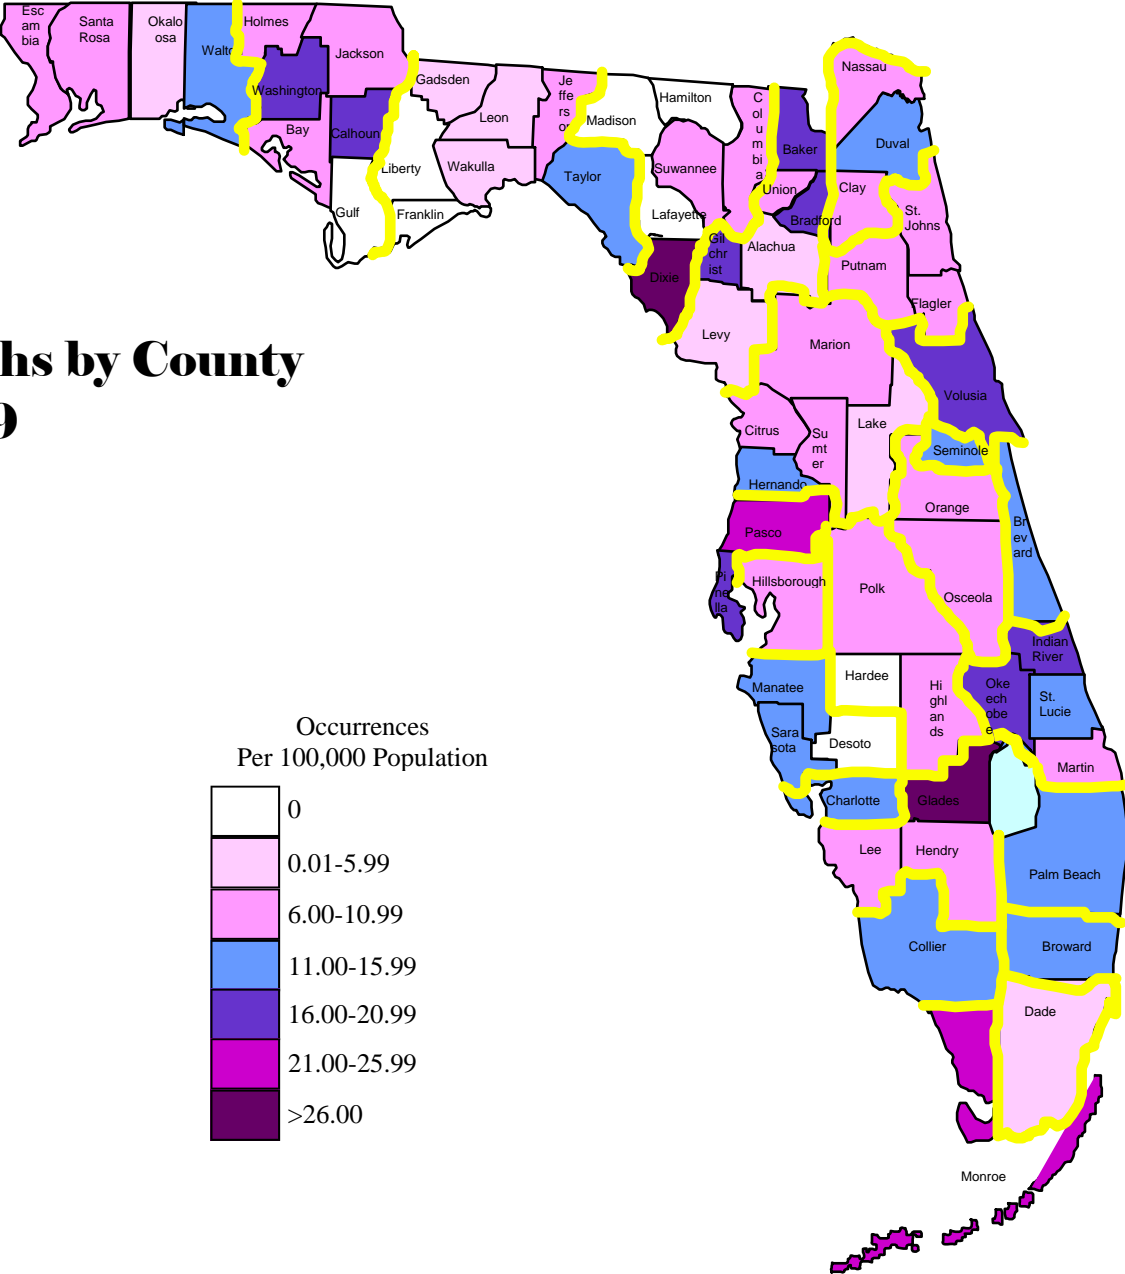 Esc
am
bia
Santa
Rosa
Okalo
osa
Walto
Holmes
Washington
Jackson
Bay
Calhoun
Gulf
Gadsden
Liberty
Franklin
Leon
Wakulla
Je
ffe
rs
on
Madison
Taylor
Hamilton
Suwannee
Lafayette
Dixie
C
ol
u
m
bi
a
Baker
Union
Bradford
Gil
chr
ist
Alachua
Levy
Nassau
Duval
Clay
St.
Johns
Putnam
Flagler
Marion
Volusia
Citrus
Su
mt
er
Lake
Seminole
Hernando
Orange
Pasco
Br
ev
ard
Pi
ne
lla
Hillsborough
Polk
Osceola
Indian
River
Manatee
Hardee
Hi
ghl
an
ds
Oke
ech
obe
e
St.
Lucie
Sara
sota
Desoto
Martin
Charlotte
Glades
Lee
Hendry
Palm Beach
Collier
Broward
Dade
Monroe
hs by County
9
Occurrences
Per 100,000 Population
0
0.01-5.99
6.00-10.99
11.00-15.99
16.00-20.99
21.00-25.99
>26.00